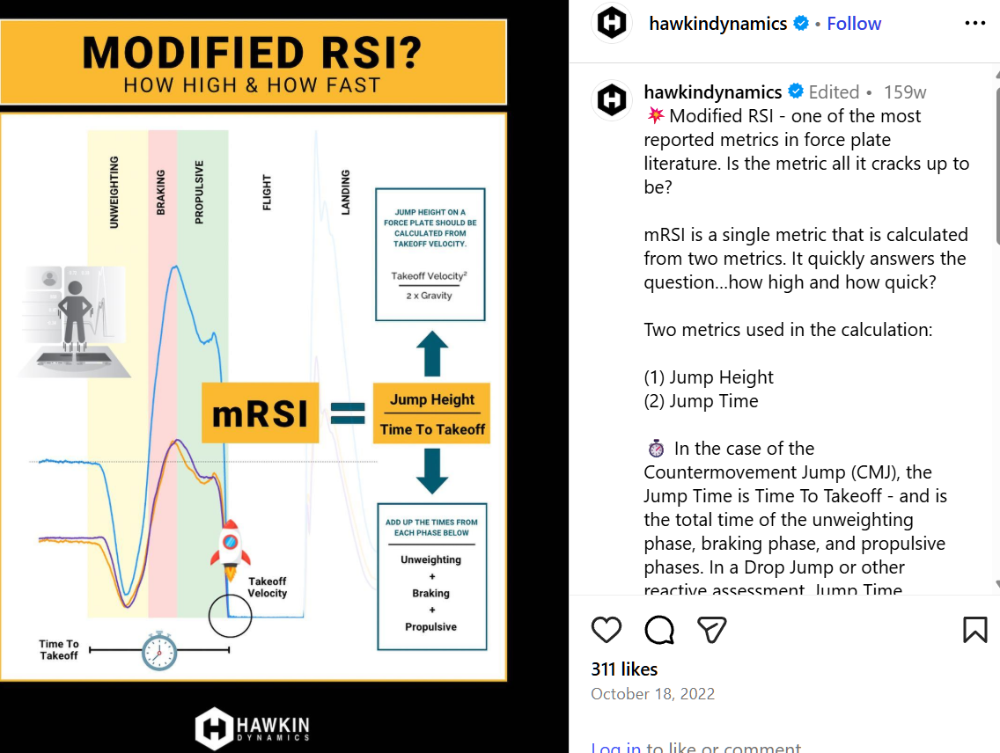 MODIFIED RSI?
HOW HIGH & HOW FAST
UNWEIGHTING
BRAKING
PROPULSIVE
FLIGHT
LANDING
JUMP HEIGHT ON A
FORCE PLATE SHOULD BE
CALCULATED FROM
TAKEOFF VELOCITY.
Takeoff Velocity²
2 x Gravity
mRSI
=
Jump Height
Time To Takeoff
ADD UP THE TIMES FROM
EACH PHASE BELOW
Unweighting
+
Braking
+
Propulsive
Takeoff
Velocity
Time To
Takeoff
HAWKIN
DYNAMICS
hawkindynamics • Follow
hawkindynamics Edited • 159w
💥 Modified RSI - one of the most
reported metrics in force plate
literature. Is the metric all it cracks up to
be?
mRSI is a single metric that is calculated
from two metrics. It quickly answers the
question...how high and how quick?
Two metrics used in the calculation:
(1) Jump Height
(2) Jump Time
⏱️ In the case of the
Countermovement Jump (CMJ), the
Jump Time is Time To Takeoff - and is
the total time of the unweighting
phase, braking phase, and propulsive
phases. In a Drop Jump or other
reactive assessment, Jump Time
311 likes
October 18, 2022
Log in to like or comment